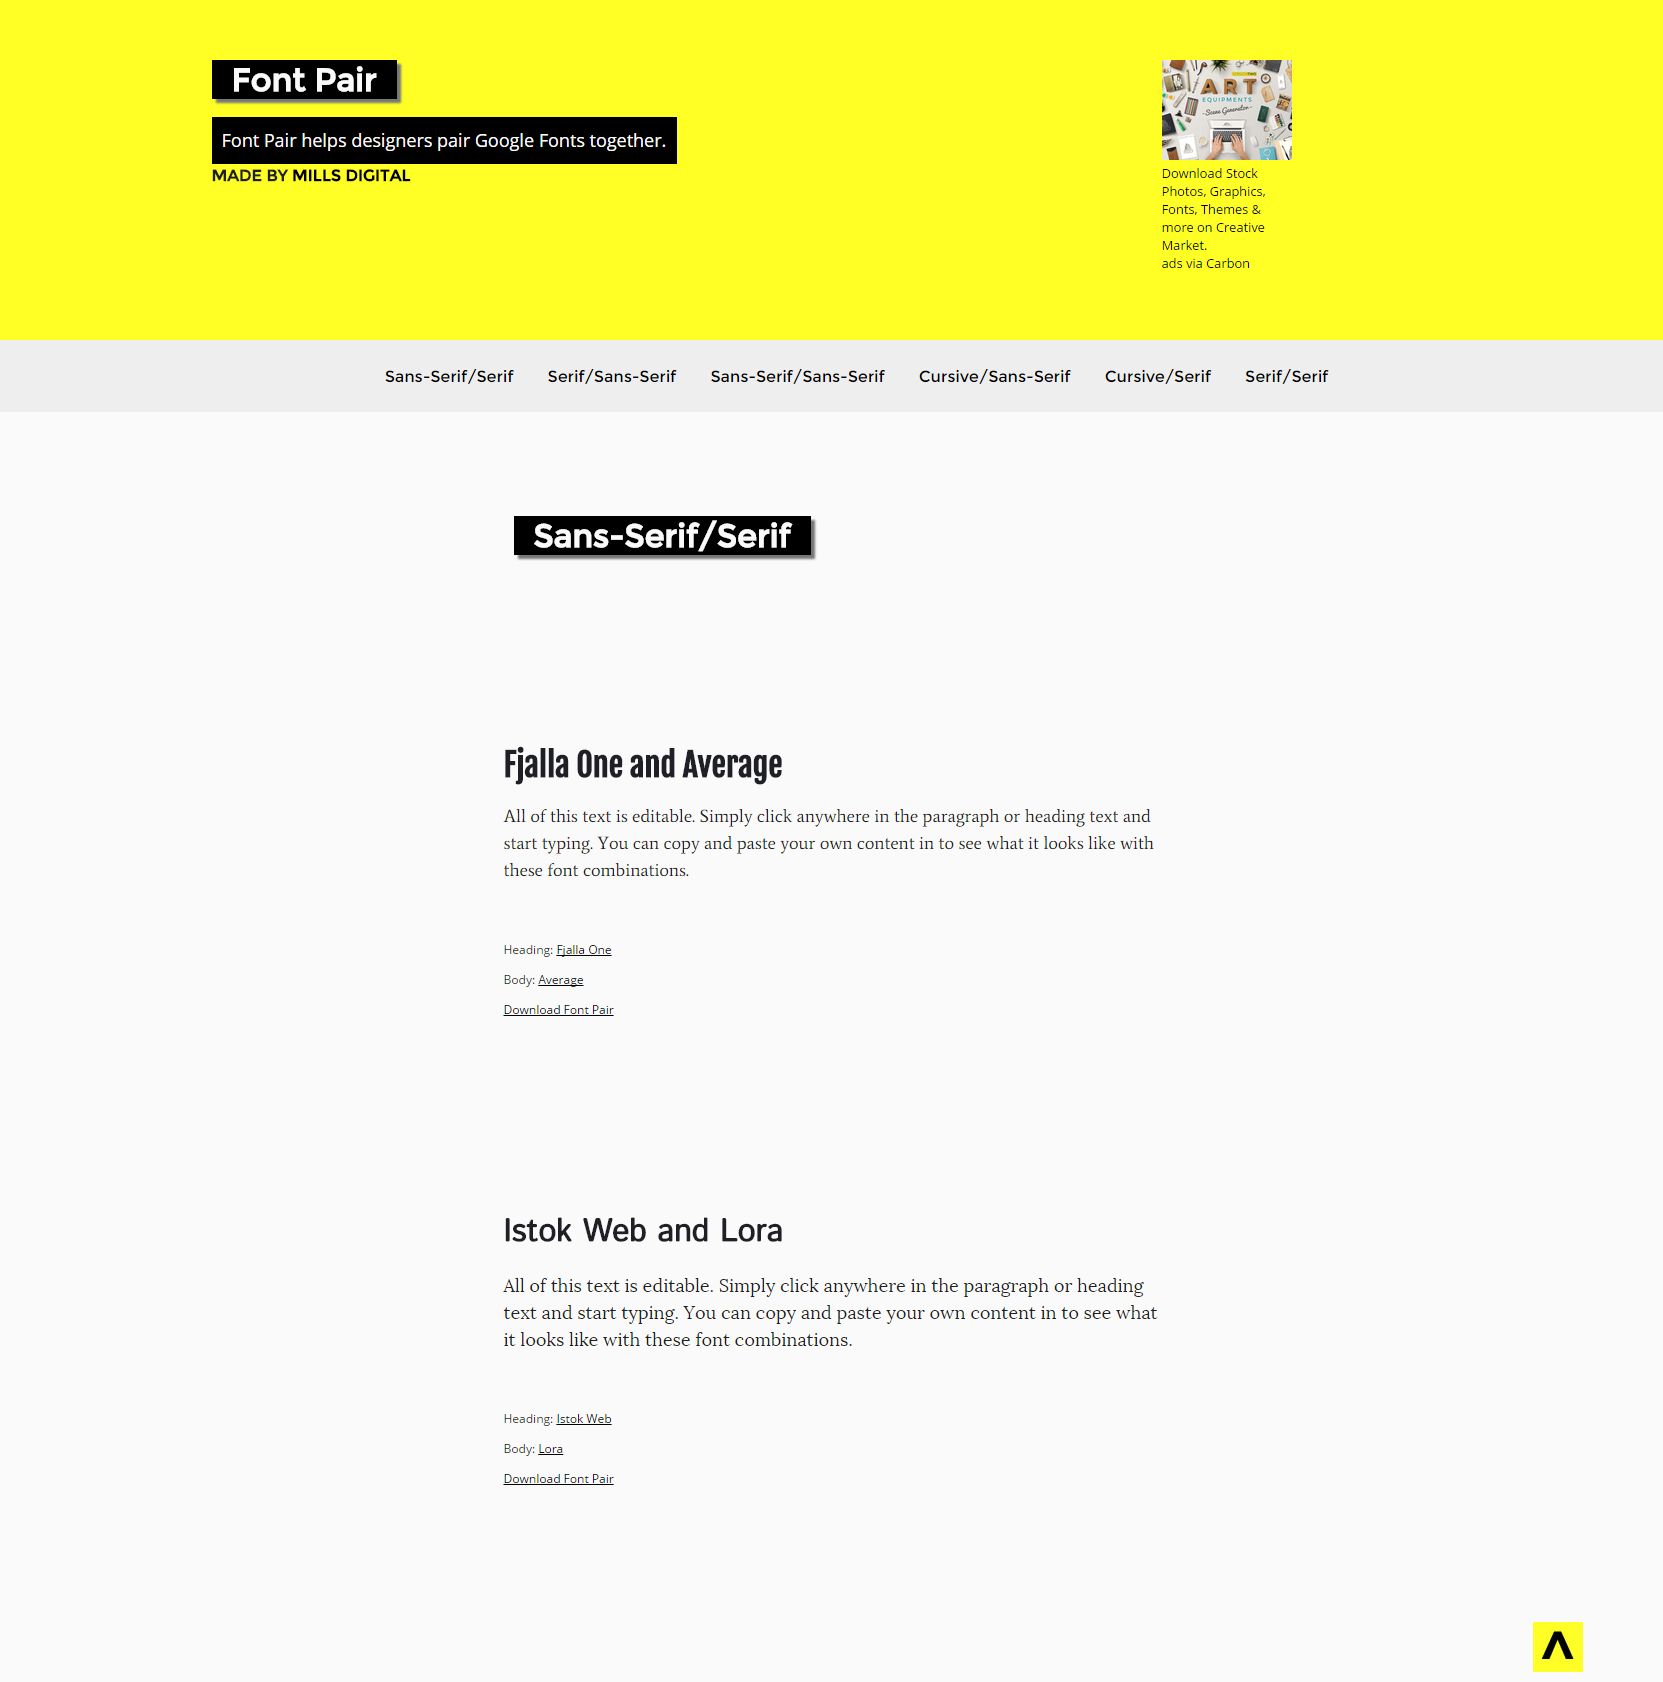 Font Pair
Font Pair helps designers pair Google Fonts together.
MADE BY MILLS DIGITAL
ART
EQUIPMENTS
Scene Generator
Download Stock
Photos, Graphics,
Fonts, Themes &
more on Creative
Market.
ads via Carbon
Sans-Serif/Serif Serif/Sans-Serif Sans-Serif/Sans-Serif Cursive/Sans-Serif Cursive/Serif Serif/Serif
Sans-Serif/Serif
Fjalla One and Average
All of this text is editable. Simply click anywhere in the paragraph or heading text and
start typing. You can copy and paste your own content in to see what it looks like with
these font combinations.
Heading: Fjalla One
Body: Average
Download Font Pair
Istok Web and Lora
All of this text is editable. Simply click anywhere in the paragraph or heading
text and start typing. You can copy and paste your own content in to see what
it looks like with these font combinations.
Heading: Istok Web
Body: Lora
Download Font Pair